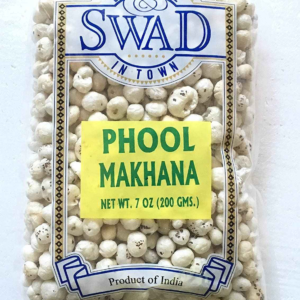 &
SWAD
IN TOWN
PHOOL
MAKHANA
NET WT. 7 OZ (200 GMS.)
Product of India